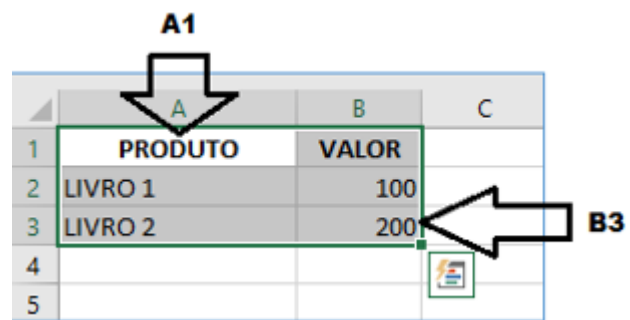 A1
A B C
1 PRODUTO VALOR
2 LIVRO 1 100
3 LIVRO 2 200 B3
4
5